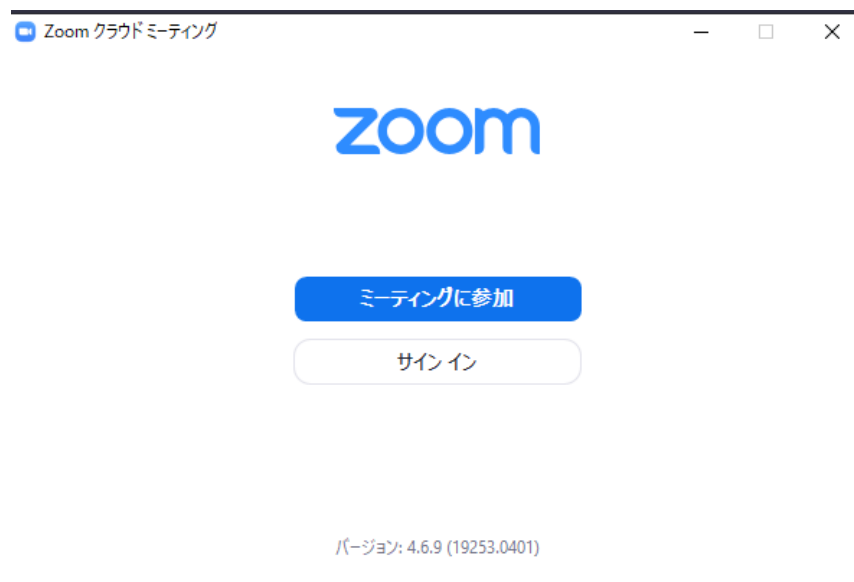 Zoom クラウド ミーティング
zoom
ミーティングに参加
サイン イン
バージョン: 4.6.9 (19253.0401)